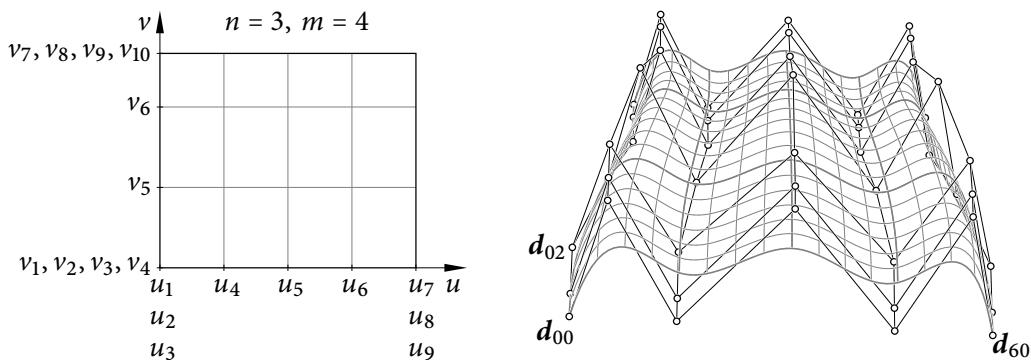 v n = 3, m = 4
v₇, v₈, v₉, v₁₀
v₆
v₅
v₁, v₂, v₃, v₄
u₁ u₄ u₅ u₆ u₇ u
u₂ u₈
u₃ u₉
d₀₂
d₀₀
d₆₀